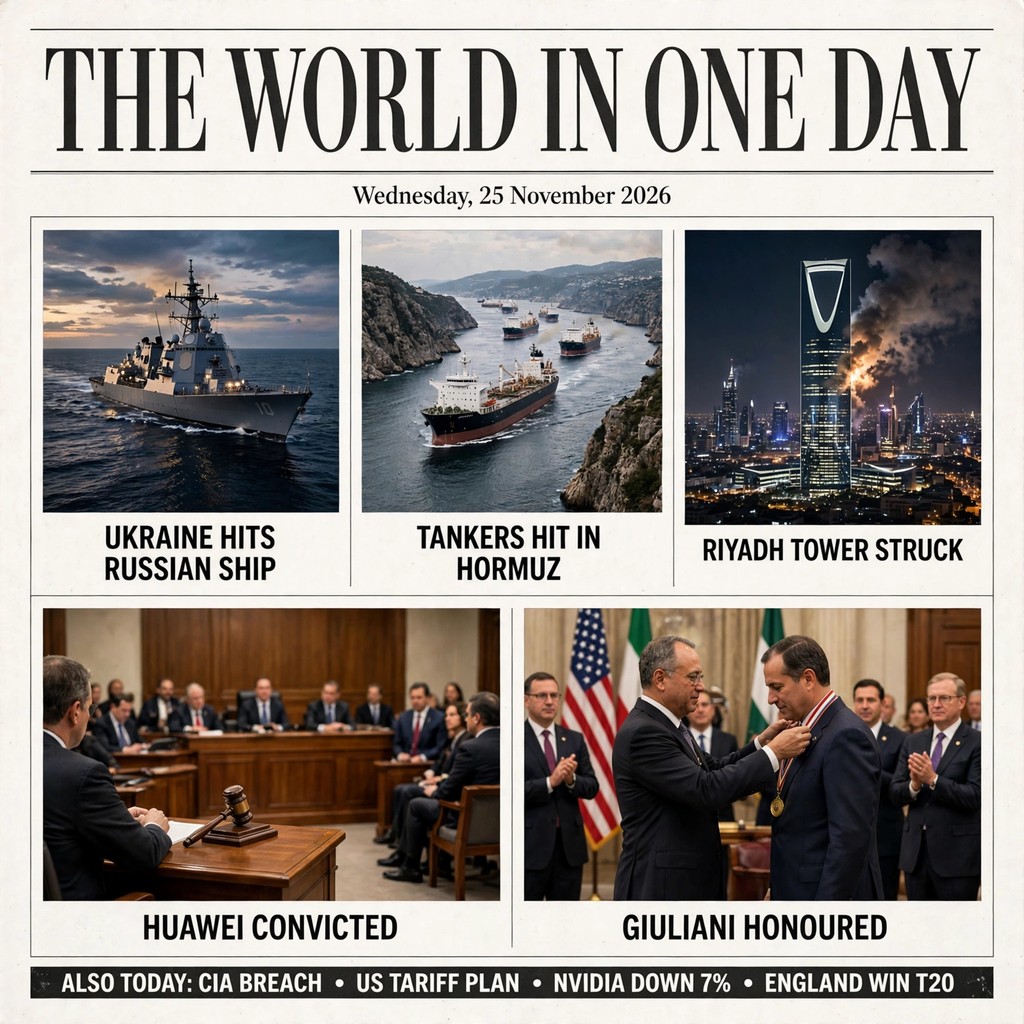 THE WORLD IN ONE DAY
Wednesday, 25 November 2026
10
UKRAINE HITS
RUSSIAN SHIP
TANKERS HIT IN
HORMUZ
RIYADH TOWER STRUCK
HUAWEI CONVICTED
GIULIANI HONOURED
ALSO TODAY: CIA BREACH • US TARIFF PLAN • NVIDIA DOWN 7% • ENGLAND WIN T20